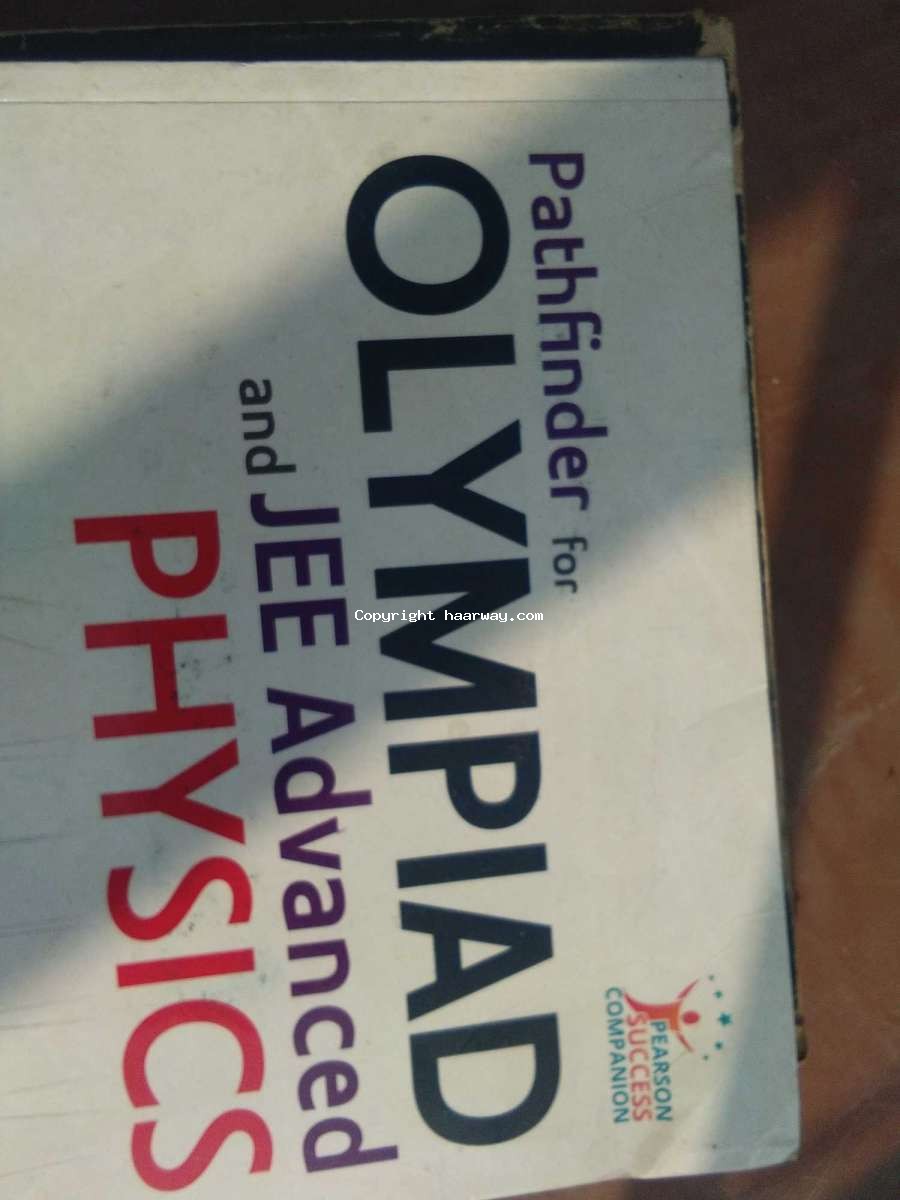 Pathfinder for
OLYMPIAD
and JEE Advanced
PHYSICS
PEARSON
SUCCESS
COMPANION
Copyright haarway.com